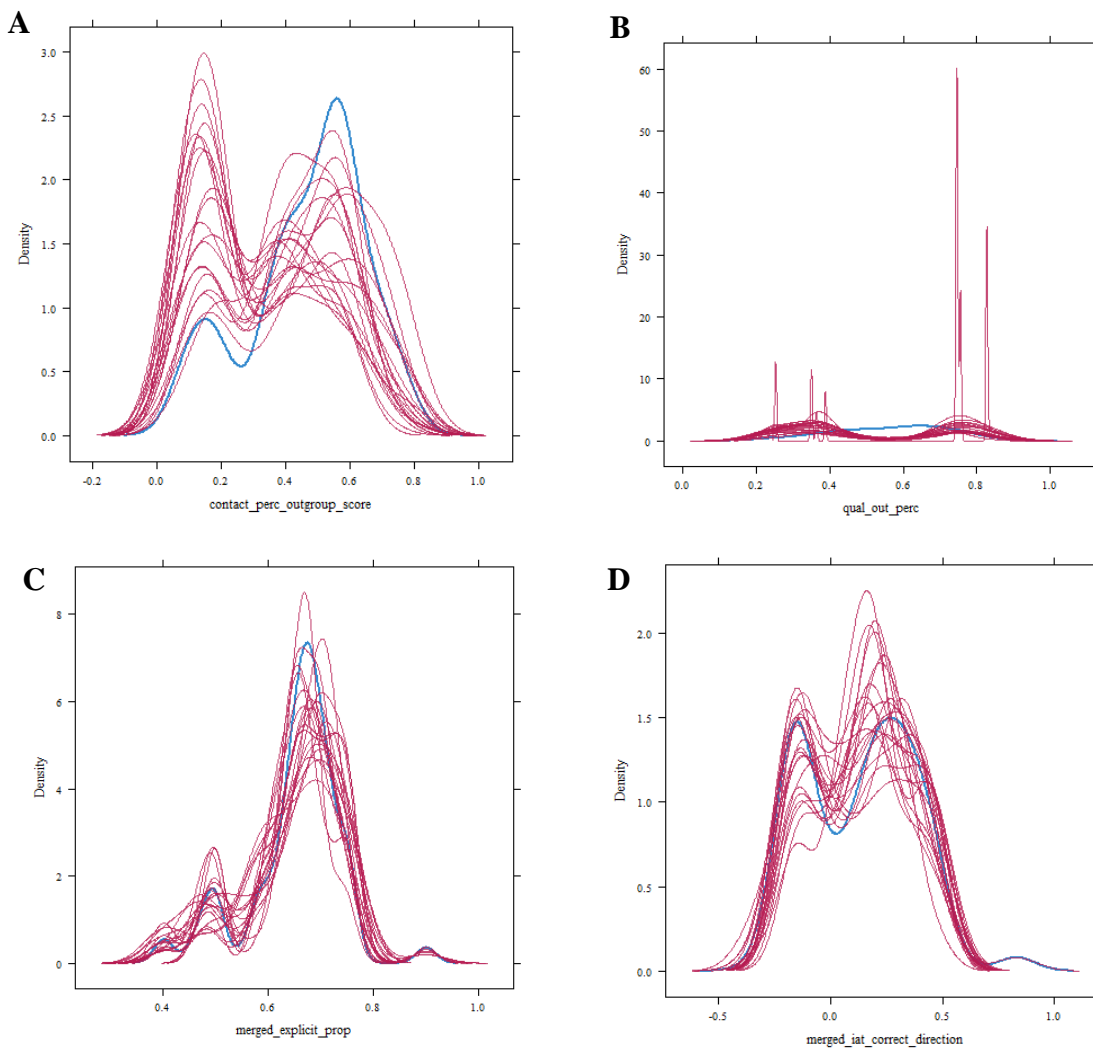 A
3.0
2.5
2.0
1.5
1.0
0.5
0.0
Density
-0.2 0.0 0.2 0.4 0.6 0.8 1.0
contact_perc_outgroup_score
B
60
50
40
30
20
10
0
Density
0.0 0.2 0.4 0.6 0.8 1.0
qual_out_perc
C
8
6
4
2
0
Density
0.4 0.6 0.8 1.0
merged_explicit_prop
D
2.0
1.5
1.0
0.5
0.0
Density
-0.5 0.0 0.5 1.0
merged_iat_correct_direction